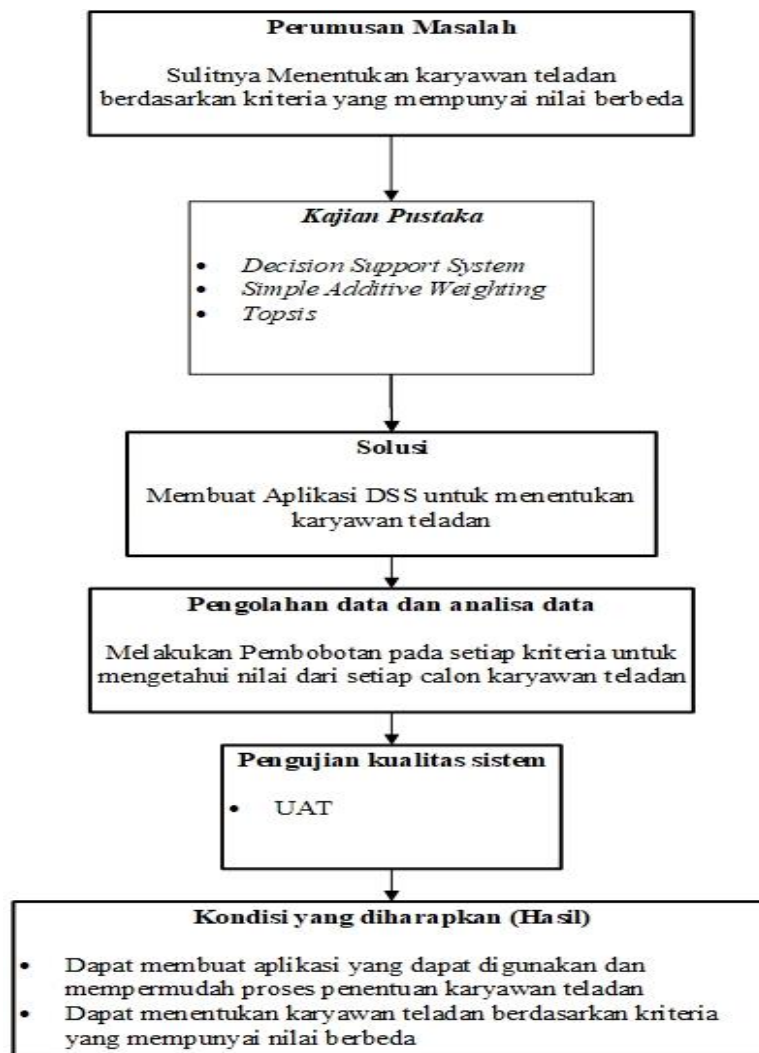 Perumusan Masalah
Sulitnya Menentukan karyawan teladan
berdasarkan kriteria yang mempunyai nilai berbeda
Kajian Pustaka
• Decision Support System
• Simple Additive Weighting
• Topsis
Solusi
Membuat Aplikasi DSS untuk menentukan
karyawan teladan
Pengolahan data dan analisa data
Melakukan Pembobotan pada setiap kriteria untuk
mengetahui nilai dari setiap calon karyawan teladan
Pengujian kualitas sistem
• UAT
Kondisi yang diharapkan (Hasil)
• Dapat membuat aplikasi yang dapat digunakan dan
mempermudah proses penentuan karyawan teladan
• Dapat menentukan karyawan teladan berdasarkan kriteria
yang mempunyai nilai berbeda